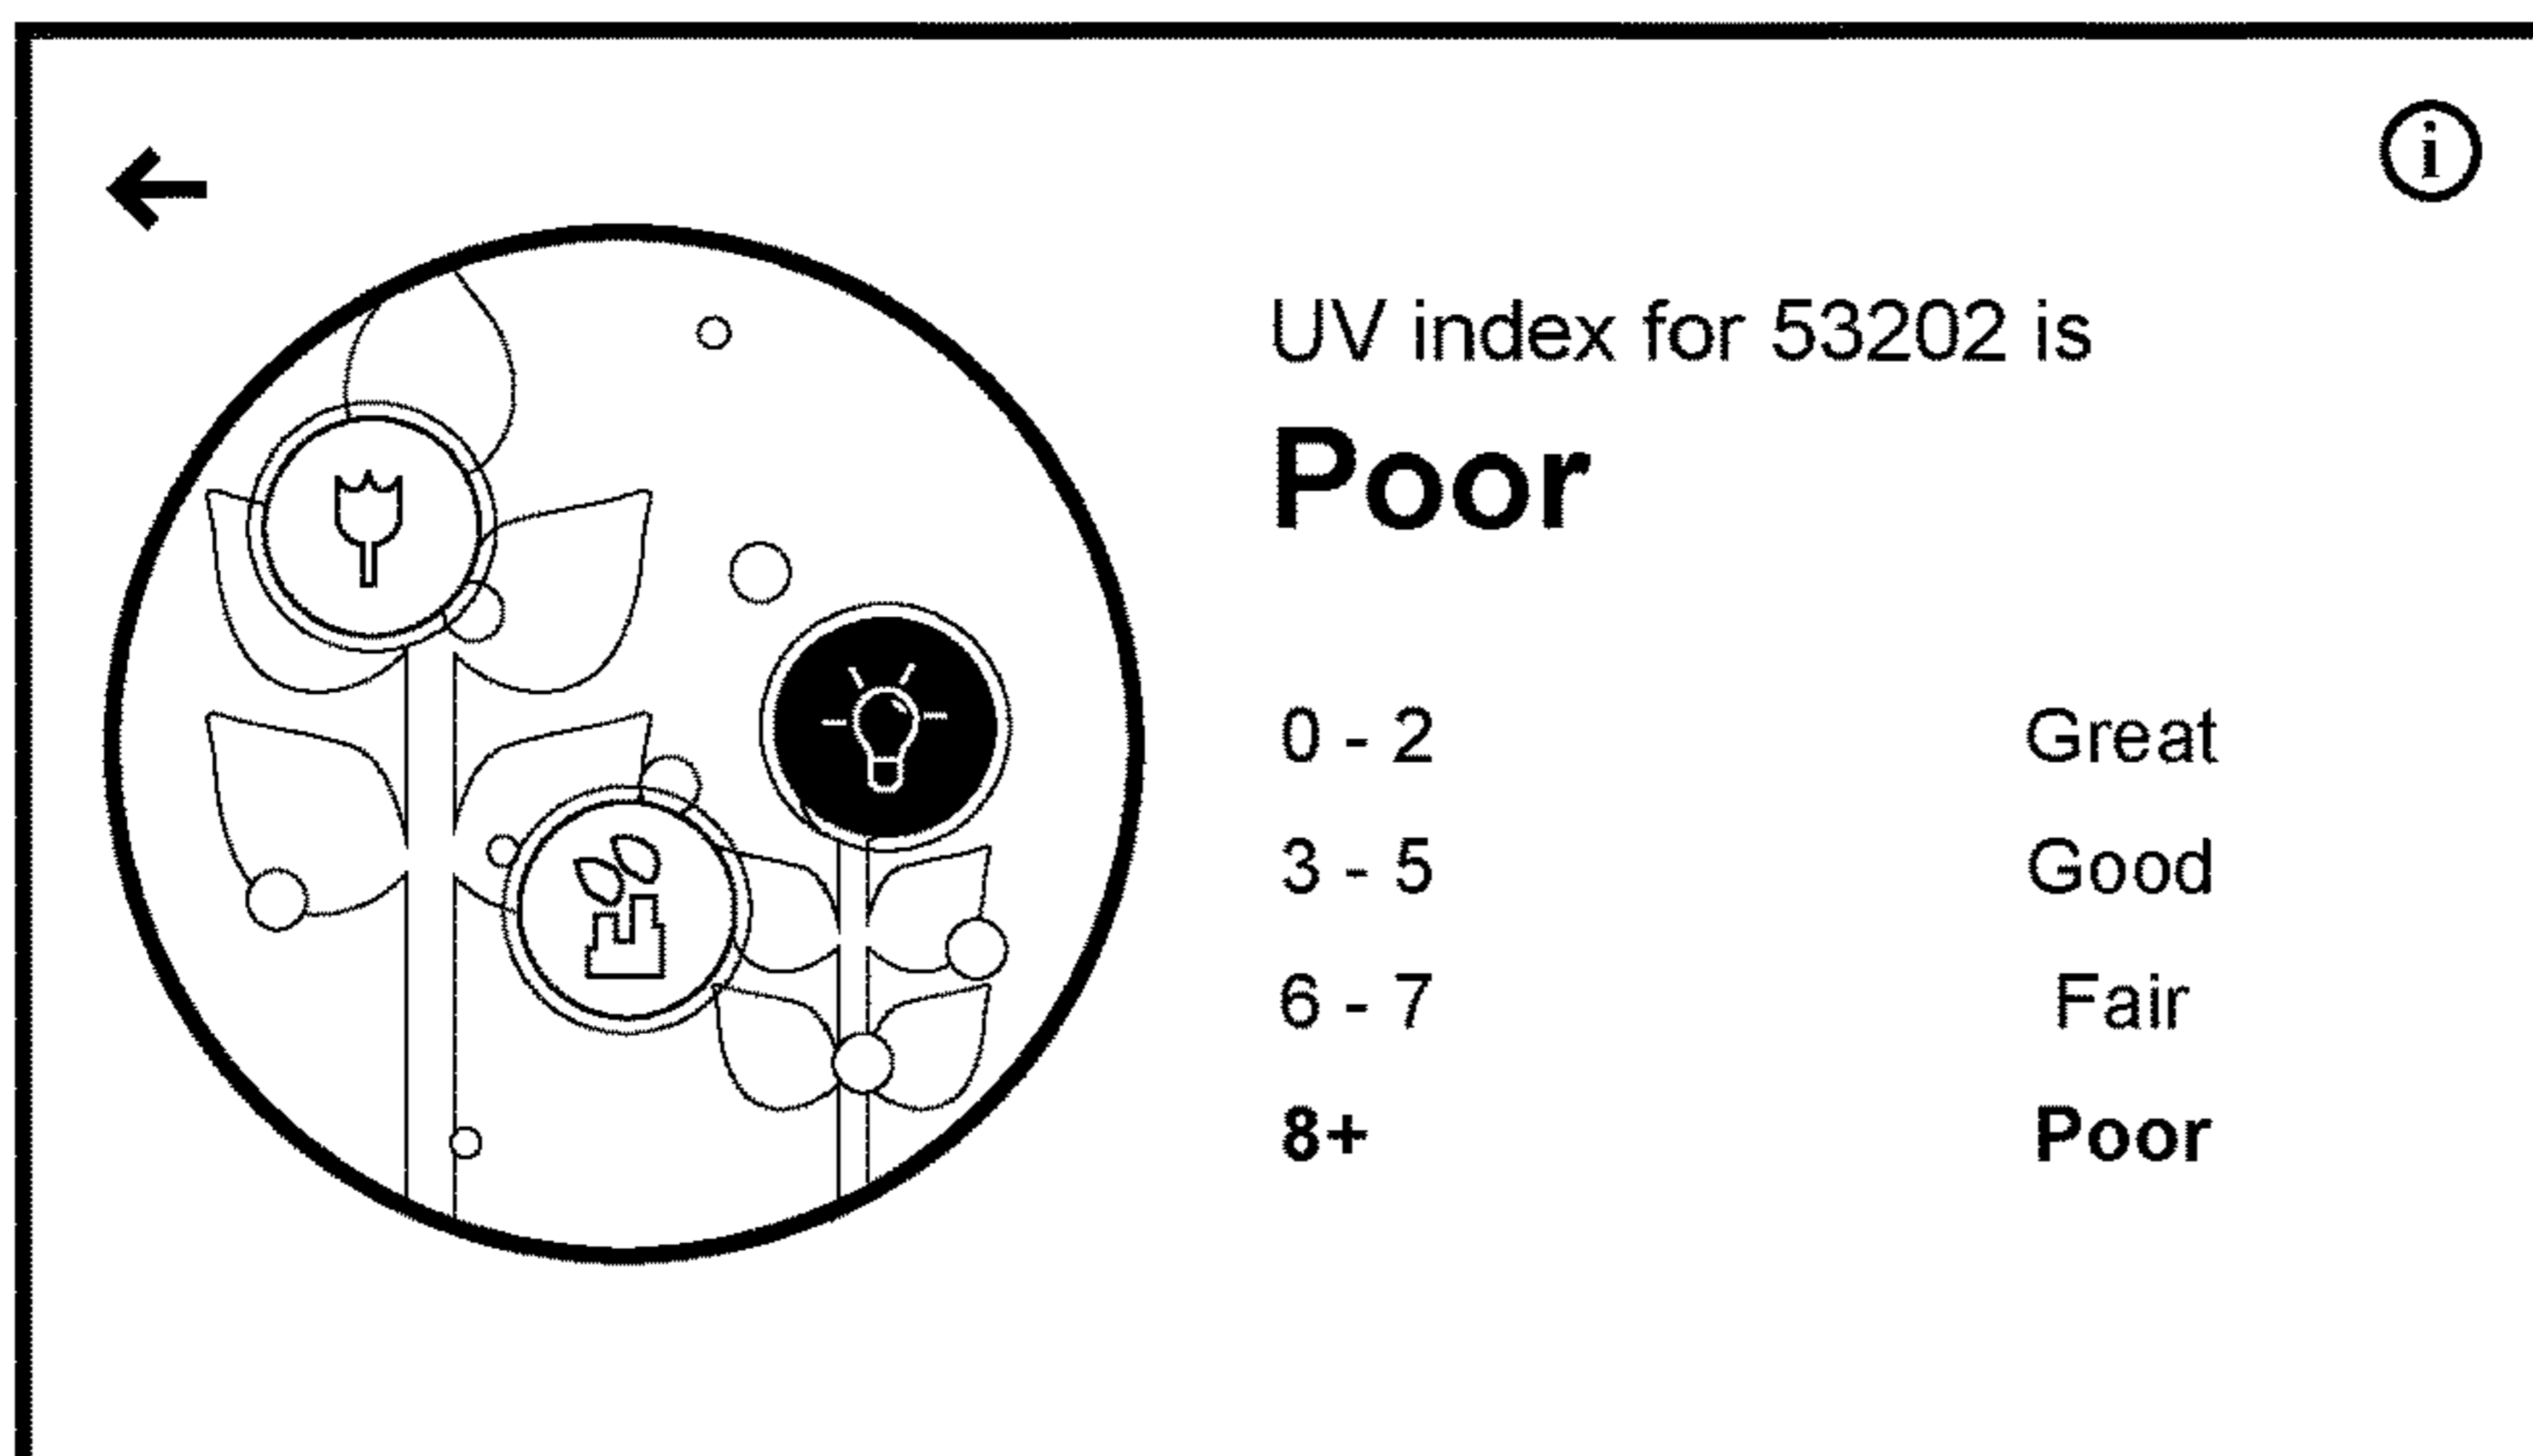 i
UV index for 53202 is
Poor
0 - 2 Great
3 - 5 Good
6 - 7 Fair
8+ Poor